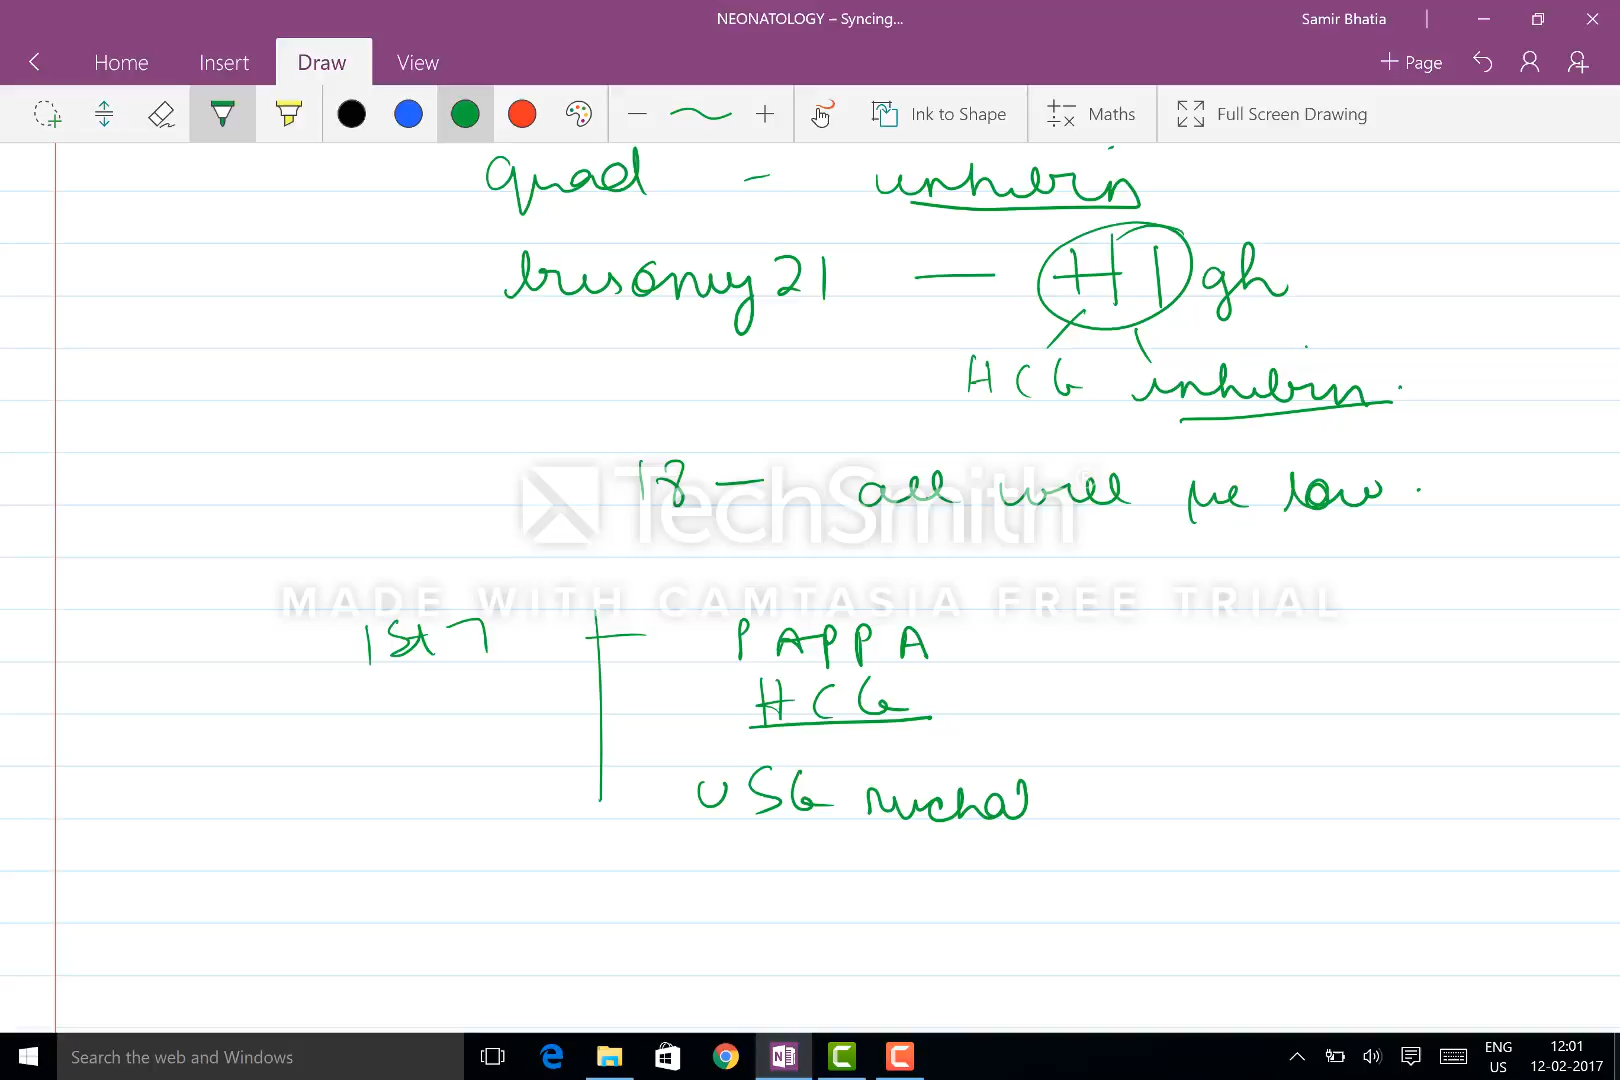 NEONATOLOGY – Syncing...
Samir Bhatia
Home Insert Draw View
Page
Ink to Shape Maths Full Screen Drawing
quad - inhibin
trisomy 21 — HIgh
HCG inhibin
18 — all will be low.
TechSmith
MADE WITH CAMTASIA FREE TRIAL
1st T PAPPA
HCG
USG nuchal
Search the web and Windows
ENG 12:01
US 12-02-2017